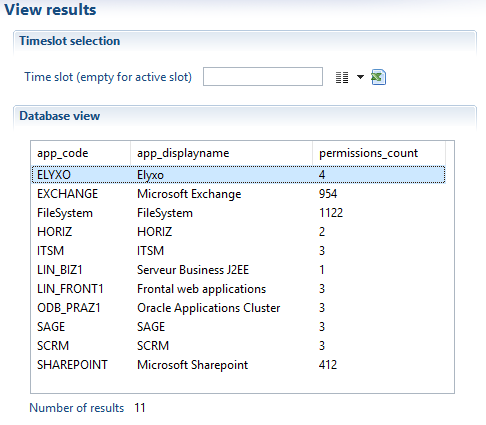 View results
Timeslot selection
Time slot (empty for active slot)
Database view
app_code app_displayname permissions_count
ELYXO Elyxo 4
EXCHANGE Microsoft Exchange 954
FileSystem FileSystem 1122
HORIZ HORIZ 2
ITSM ITSM 3
LIN_BIZ1 Serveur Business J2EE 1
LIN_FRONT1 Frontal web applications 3
ODB_PRAZ1 Oracle Applications Cluster 3
SAGE SAGE 3
SCRM SCRM 3
SHAREPOINT Microsoft Sharepoint 412
Number of results 11